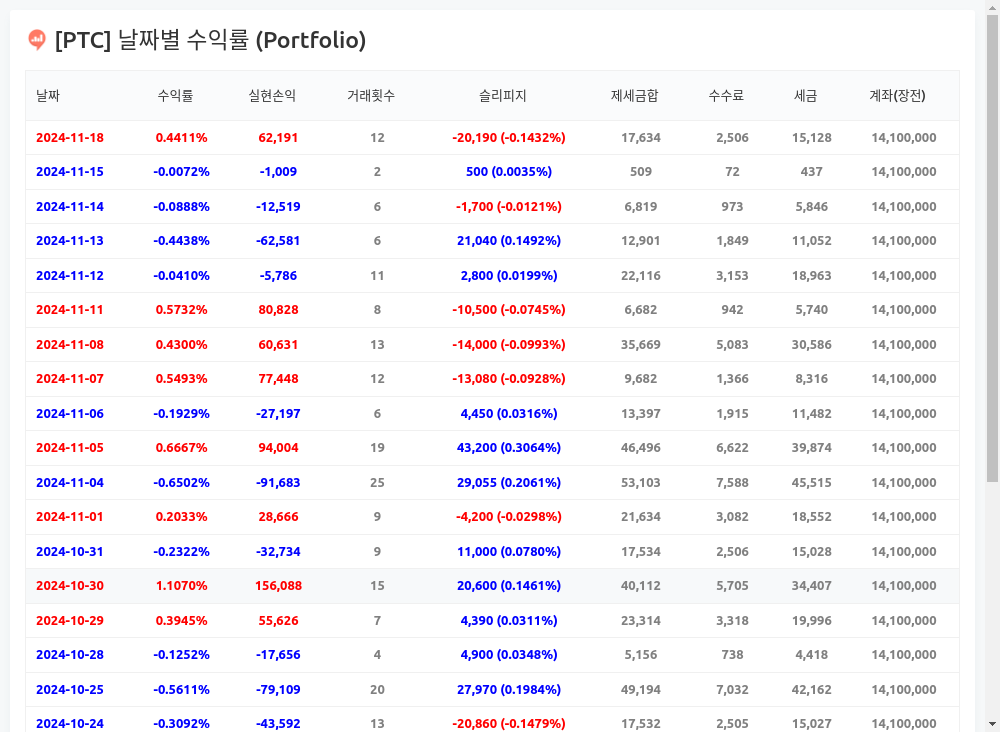 [PTC] 날짜별 수익률 (Portfolio)
날짜 수익률 실현손익 거래횟수 슬리피지 제세금합 수수료 세금 계좌(장전)
2024-11-18 0.4411% 62,191 12 -20,190 (-0.1432%) 17,634 2,506 15,128 14,100,000
2024-11-15 -0.0072% -1,009 2 500 (0.0035%) 509 72 437 14,100,000
2024-11-14 -0.0888% -12,519 6 -1,700 (-0.0121%) 6,819 973 5,846 14,100,000
2024-11-13 -0.4438% -62,581 6 21,040 (0.1492%) 12,901 1,849 11,052 14,100,000
2024-11-12 -0.0410% -5,786 11 2,800 (0.0199%) 22,116 3,153 18,963 14,100,000
2024-11-11 0.5732% 80,828 8 -10,500 (-0.0745%) 6,682 942 5,740 14,100,000
2024-11-08 0.4300% 60,631 13 -14,000 (-0.0993%) 35,669 5,083 30,586 14,100,000
2024-11-07 0.5493% 77,448 12 -13,080 (-0.0928%) 9,682 1,366 8,316 14,100,000
2024-11-06 -0.1929% -27,197 6 4,450 (0.0316%) 13,397 1,915 11,482 14,100,000
2024-11-05 0.6667% 94,004 19 43,200 (0.3064%) 46,496 6,622 39,874 14,100,000
2024-11-04 -0.6502% -91,683 25 29,055 (0.2061%) 53,103 7,588 45,515 14,100,000
2024-11-01 0.2033% 28,666 9 -4,200 (-0.0298%) 21,634 3,082 18,552 14,100,000
2024-10-31 -0.2322% -32,734 9 11,000 (0.0780%) 17,534 2,506 15,028 14,100,000
2024-10-30 1.1070% 156,088 15 20,600 (0.1461%) 40,112 5,705 34,407 14,100,000
2024-10-29 0.3945% 55,626 7 4,390 (0.0311%) 23,314 3,318 19,996 14,100,000
2024-10-28 -0.1252% -17,656 4 4,900 (0.0348%) 5,156 738 4,418 14,100,000
2024-10-25 -0.5611% -79,109 20 27,970 (0.1984%) 49,194 7,032 42,162 14,100,000
2024-10-24 -0.3092% -43,592 13 -20,860 (-0.1479%) 17,532 2,505 15,027 14,100,000